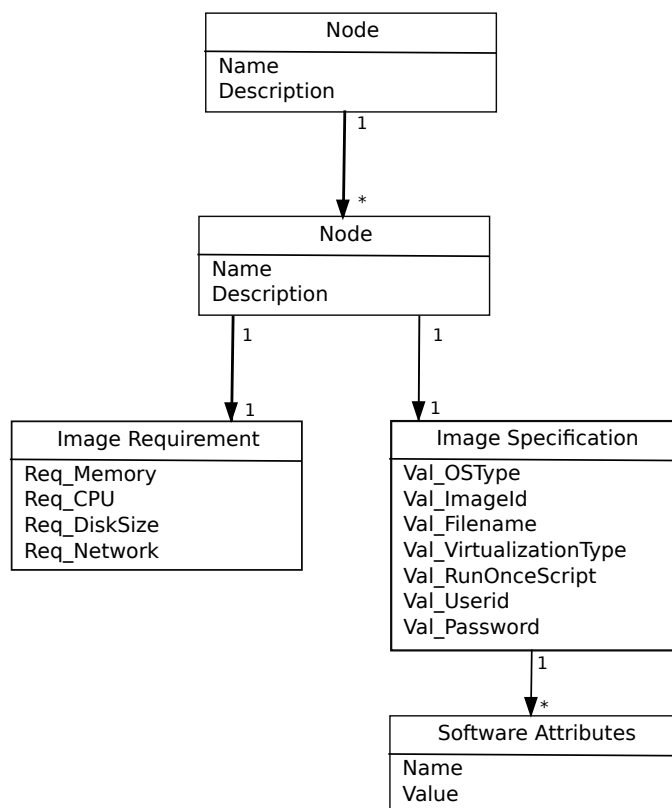 Node
Name
Description
1
*
Node
Name
Description
1
1
1
1
Image Requirement
Req_Memory
Req_CPU
Req_DiskSize
Req_Network
Image Specification
Val_OSType
Val_ImageId
Val_Filename
Val_VirtualizationType
Val_RunOnceScript
Val_Userid
Val_Password
1
*
Software Attributes
Name
Value